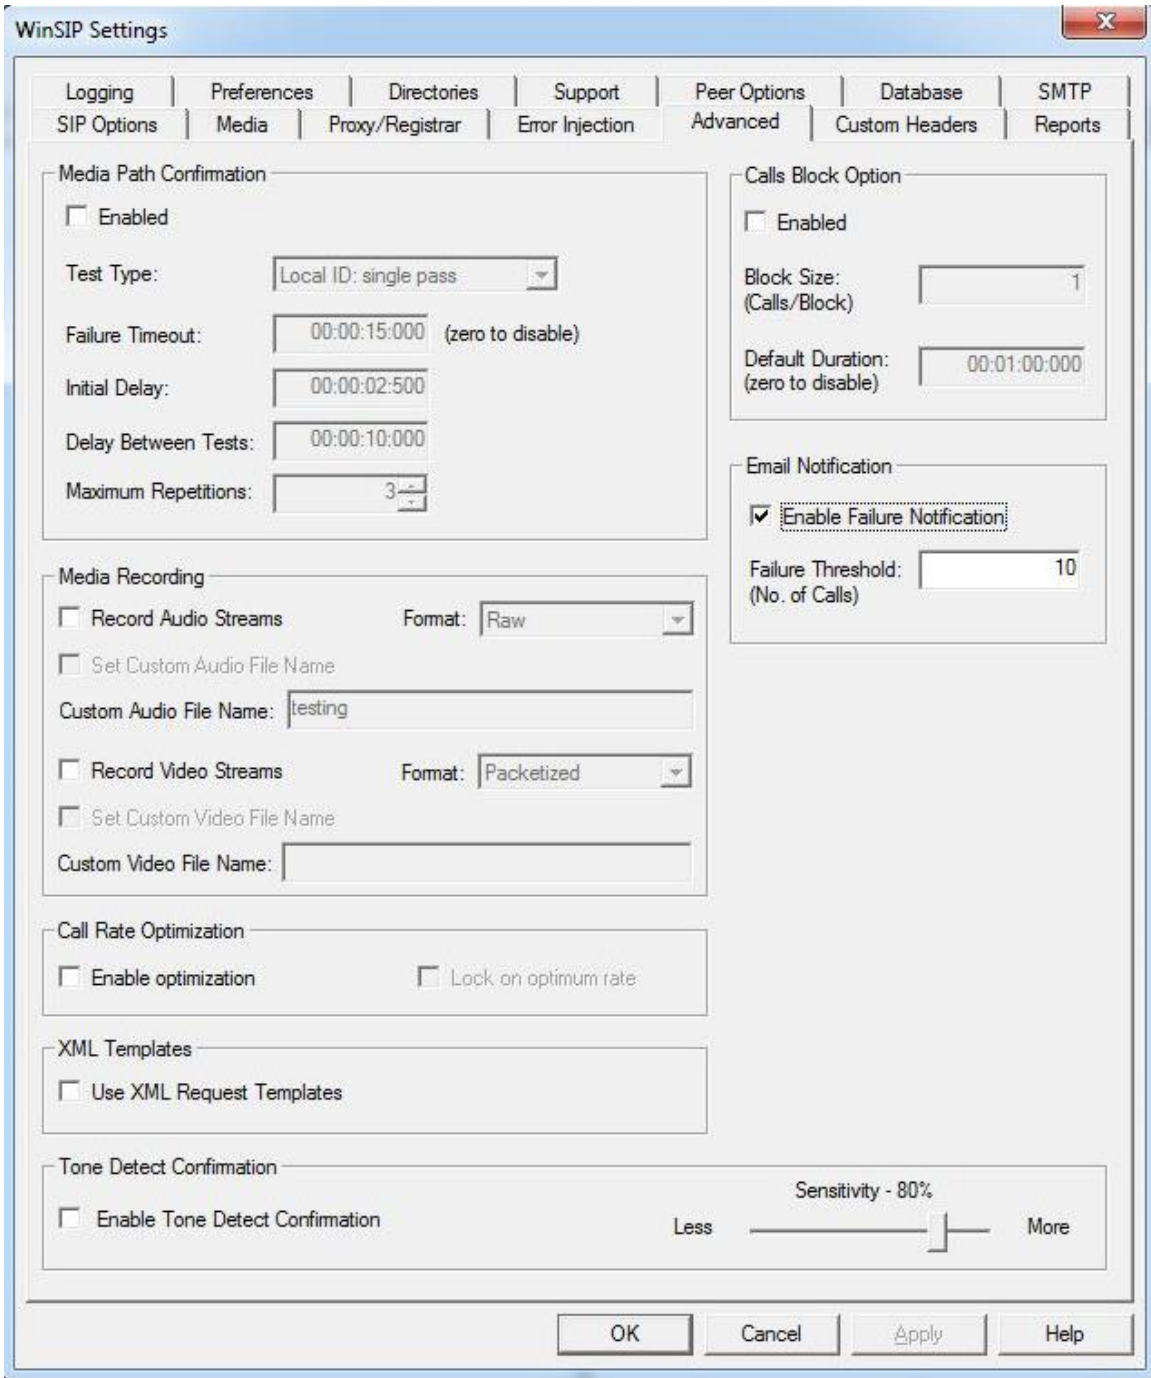 WinSIP Settings
Logging Preferences Directories Support Peer Options Database SMTP
SIP Options Media Proxy/Registrar Error Injection Advanced Custom Headers Reports
Media Path Confirmation
Enabled
Test Type: Local ID: single pass
Failure Timeout: 00:00:15:000 (zero to disable)
Initial Delay: 00:00:02:500
Delay Between Tests: 00:00:10:000
Maximum Repetitions: 3
Calls Block Option
Enabled
Block Size: 1
(Calls/Block)
Default Duration: 00:01:00:000
(zero to disable)
Email Notification
Enable Failure Notification
Failure Threshold: 10
(No. of Calls)
Media Recording
Record Audio Streams Format: Raw
Set Custom Audio File Name
Custom Audio File Name: testing
Record Video Streams Format: Packetized
Set Custom Video File Name
Custom Video File Name:
Call Rate Optimization
Enable optimization Lock on optimum rate
XML Templates
Use XML Request Templates
Tone Detect Confirmation
Sensitivity - 80%
Enable Tone Detect Confirmation Less More
OK Cancel Apply Help